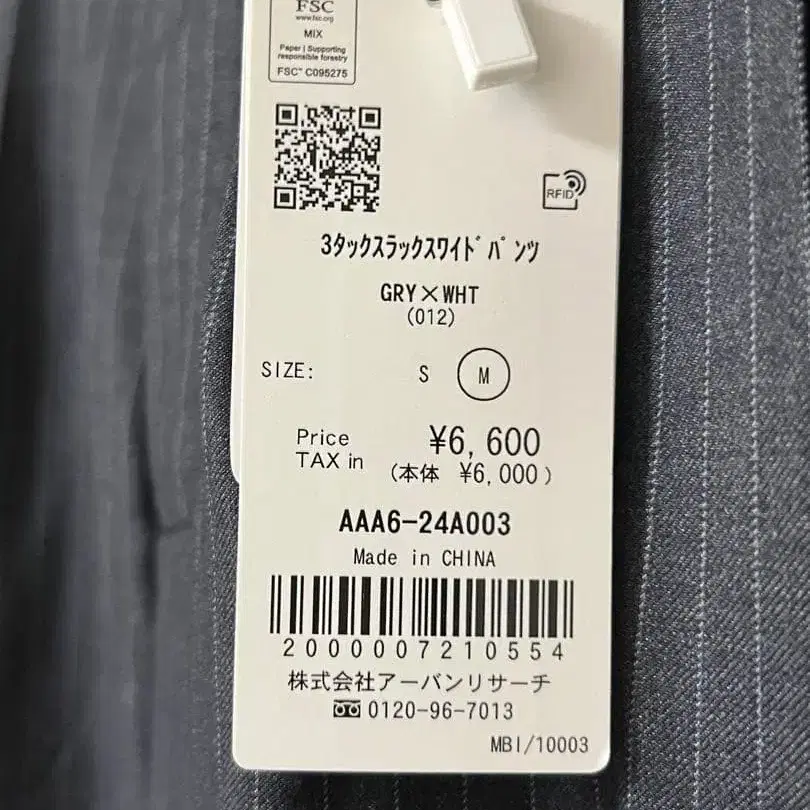 FSC
www.fsc.org
MIX
Paper | Supporting
responsible forestry
FSC™ C095275
RFID
3ﾀｯｸｽﾗｯｸｽﾜｲﾄﾞﾊﾟﾝﾂ
GRY×WHT
(012)
SIZE: S M
Price TAX in ¥6,600
(本体 ¥6,000)
AAA6-24A003
Made in CHINA
2000007210554
株式会社アーバンリサーチ
0120-96-7013
MBI/10003